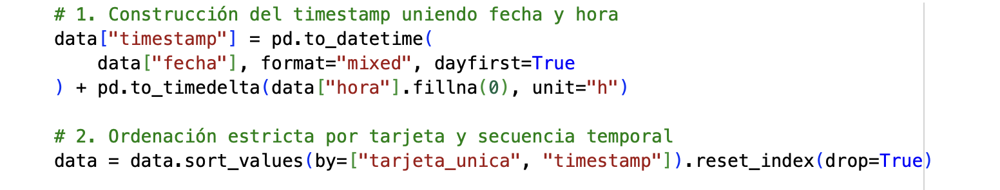 # 1. Construcción del timestamp uniendo fecha y hora
data["timestamp"] = pd.to_datetime(
    data["fecha"], format="mixed", dayfirst=True
) + pd.to_timedelta(data["hora"].fillna(0), unit="h")

# 2. Ordenación estricta por tarjeta y secuencia temporal
data = data.sort_values(by=["tarjeta_unica", "timestamp"]).reset_index(drop=True)